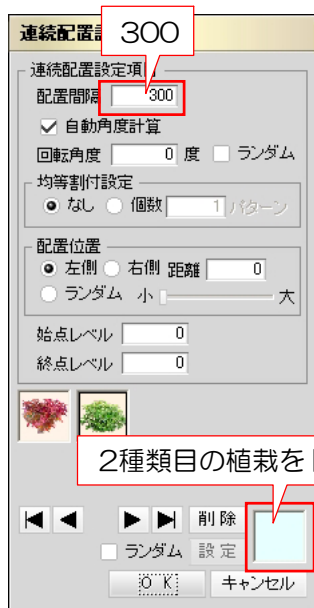 連続配置設
300
連続配置設定項
配置間隔 300
自動角度計算
回転角度 0 度 ランダム
均等割付設定
なし 個数 1 パターン
配置位置
左側 右側 距離 0
ランダム 小 大
始点レベル 0
終点レベル 0
2種類目の植栽を
削除
ランダム 設定
OK キャンセル